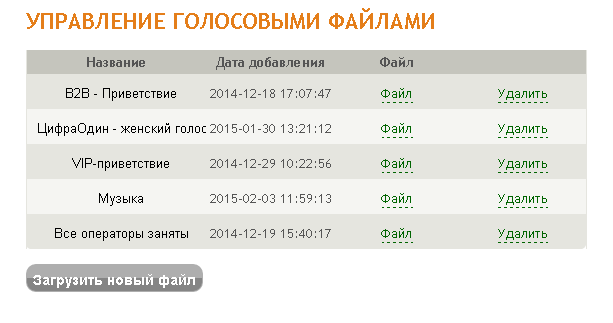 УПРАВЛЕНИЕ ГОЛОСОВЫМИ ФАЙЛАМИ
Название Дата добавления Файл
B2B - Приветствие 2014-12-18 17:07:47 Файл Удалить
ЦифраОдин - женский голос 2015-01-30 13:21:12 Файл Удалить
VIP-приветствие 2014-12-29 10:22:56 Файл Удалить
Музыка 2015-02-03 11:59:13 Файл Удалить
Все операторы заняты 2014-12-19 15:40:17 Файл Удалить
Загрузить новый файл